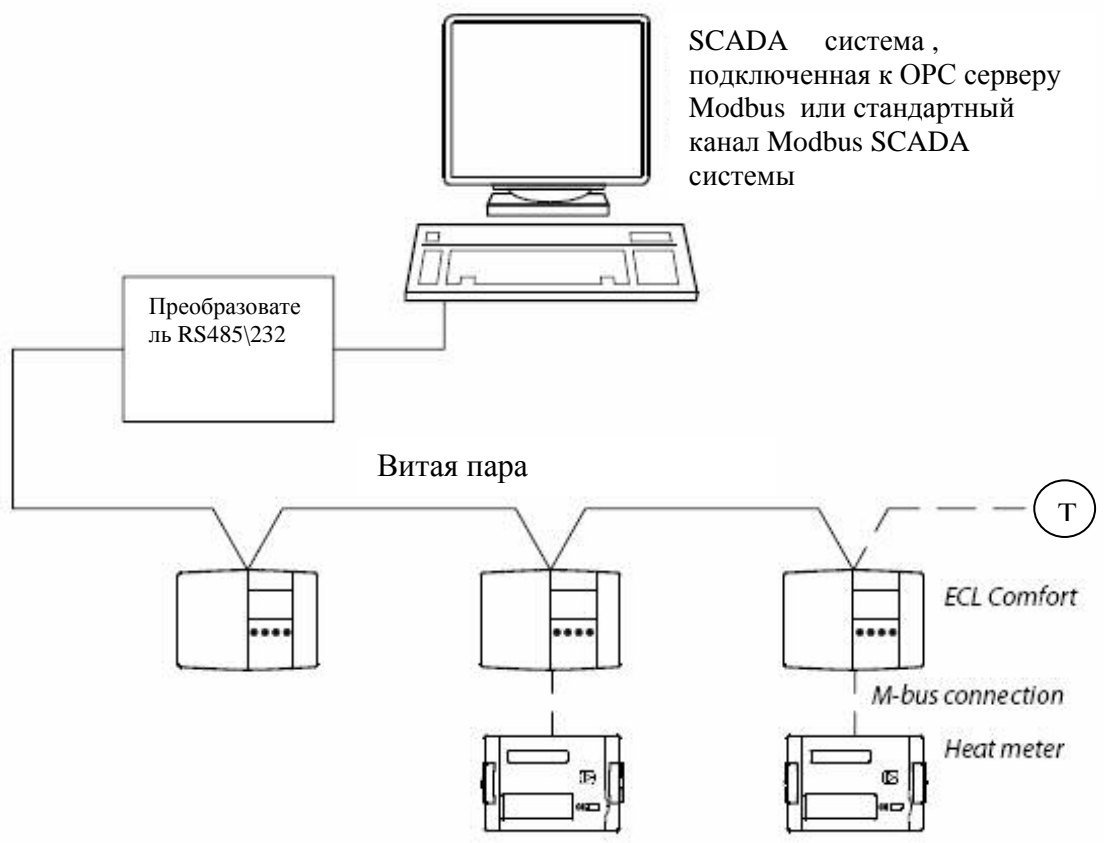 SCADA система ,
подключенная к OPC серверу
Modbus или стандартный
канал Modbus SCADA
системы
Преобразовате
ль RS485\232
Витая пара
T
ECL Comfort
M-bus connection
Heat meter